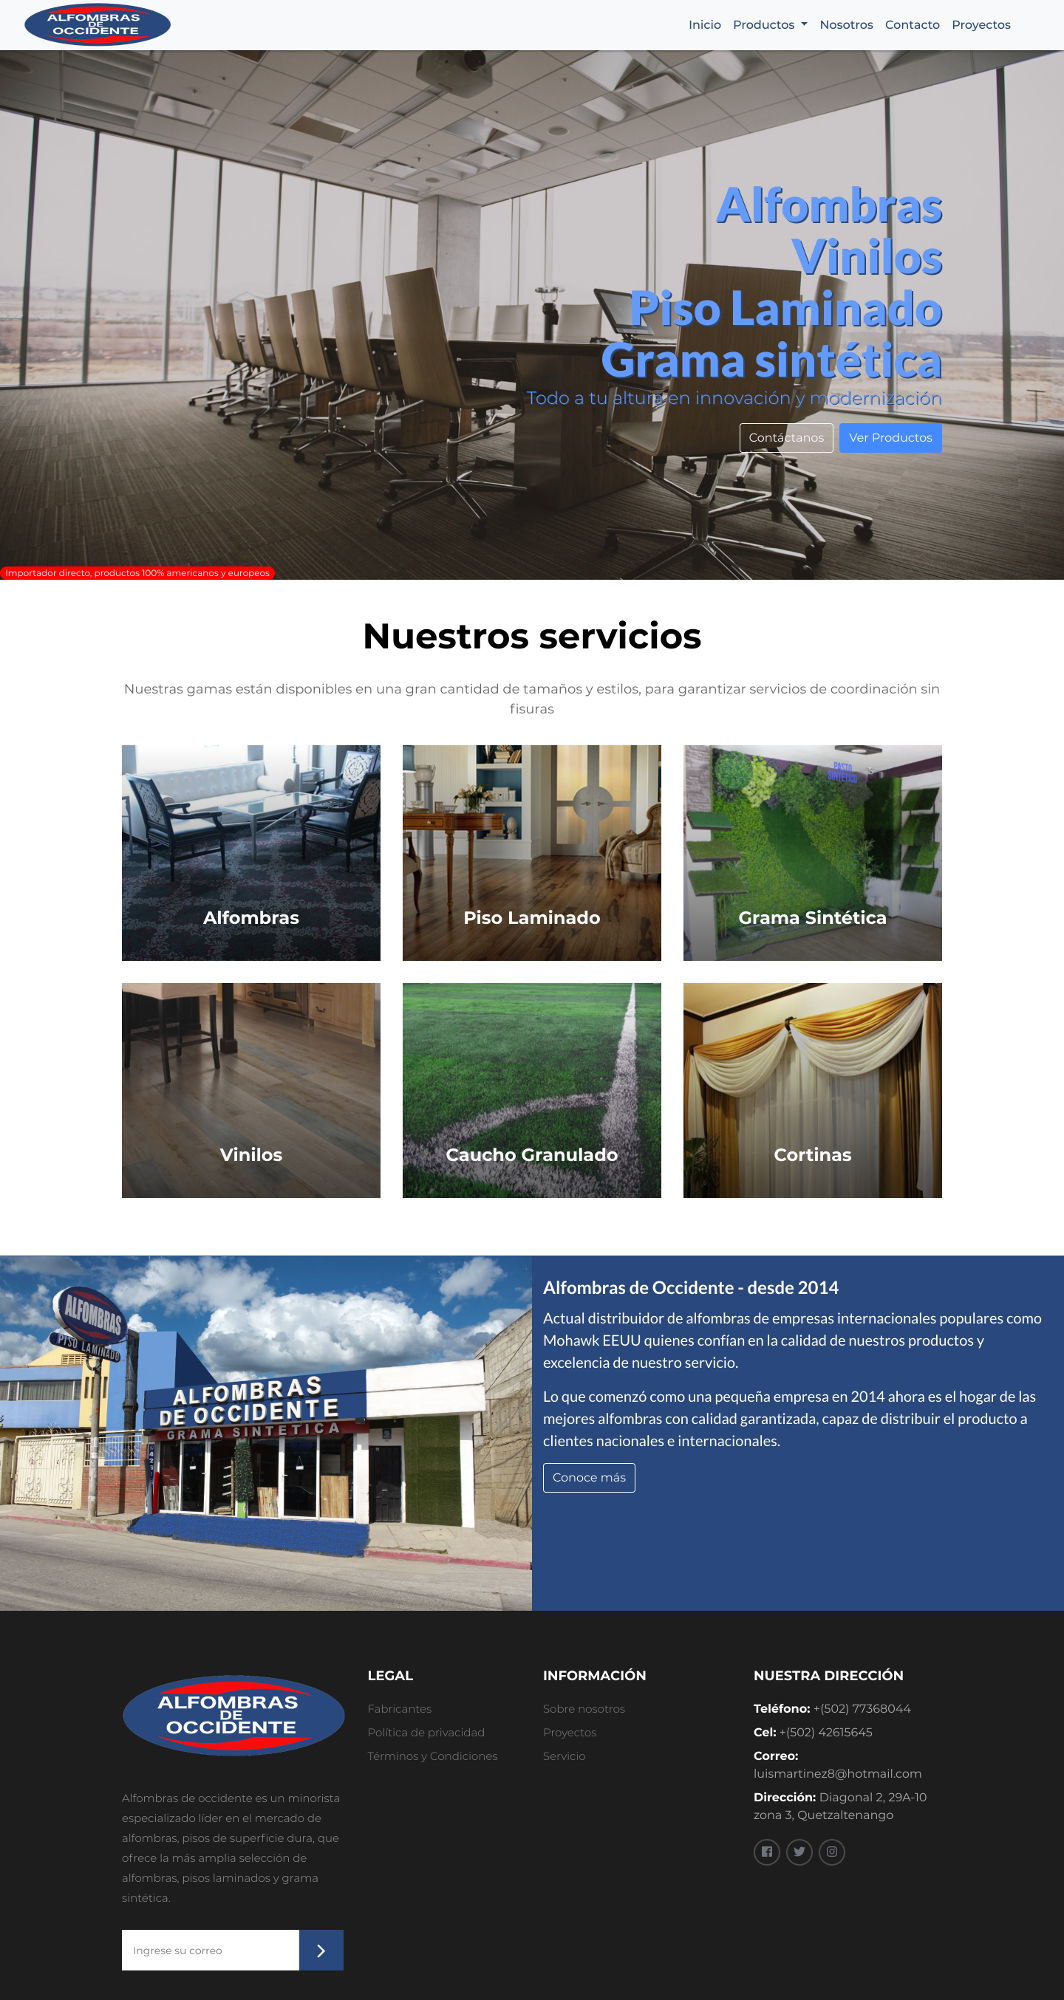 ALFOMBRAS
DE
OCCIDENTE
Inicio Productos Nosotros Contacto Proyectos
Alfombras
Vinilos
Piso Laminado
Grama sintética
Todo a tu altura en innovación y modernización
Contáctanos Ver Productos
Importador directo, productos 100% americanos y europeos
Nuestros servicios
Nuestras gamas están disponibles en una gran cantidad de tamaños y estilos, para garantizar servicios de coordinación sin
fisuras
PASTO
SINTÉTICO
Alfombras Piso Laminado Grama Sintética
Vinilos Caucho Granulado Cortinas
ALFOMBRAS
PISO LAMINADO
ALFOMBRAS
DE OCCIDENTE
GRAMA SINTETICA
Alfombras de Occidente - desde 2014
Actual distribuidor de alfombras de empresas internacionales populares como
Mohawk EEUU quienes confían en la calidad de nuestros productos y
excelencia de nuestro servicio.
Lo que comenzó como una pequeña empresa en 2014 ahora es el hogar de las
mejores alfombras con calidad garantizada, capaz de distribuir el producto a
clientes nacionales e internacionales.
Conoce más
ALFOMBRAS
DE
OCCIDENTE
Alfombras de occidente es un minorista
especializado líder en el mercado de
alfombras, pisos de superficie dura, que
ofrece la más amplia selección de
alfombras, pisos laminados y grama
sintética.
Ingrese su correo
LEGAL
Fabricantes
Política de privacidad
Términos y Condiciones
INFORMACIÓN
Sobre nosotros
Proyectos
Servicio
NUESTRA DIRECCIÓN
Teléfono: +(502) 77368044
Cel: +(502) 42615645
Correo:
luismartinez8@hotmail.com
Dirección: Diagonal 2, 29A-10
zona 3, Quetzaltenango